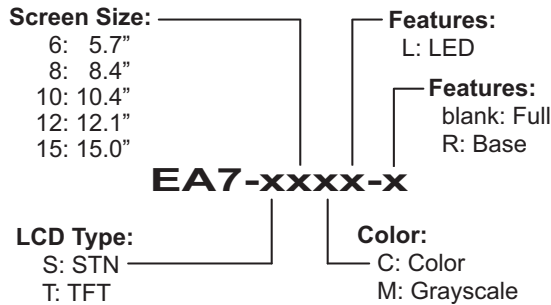 Screen Size:
6: 5.7”
8: 8.4”
10: 10.4”
12: 12.1”
15: 15.0”
Features:
L: LED
Features:
blank: Full
R: Base
EA7-xxxx-x
LCD Type:
S: STN
T: TFT
Color:
C: Color
M: Grayscale